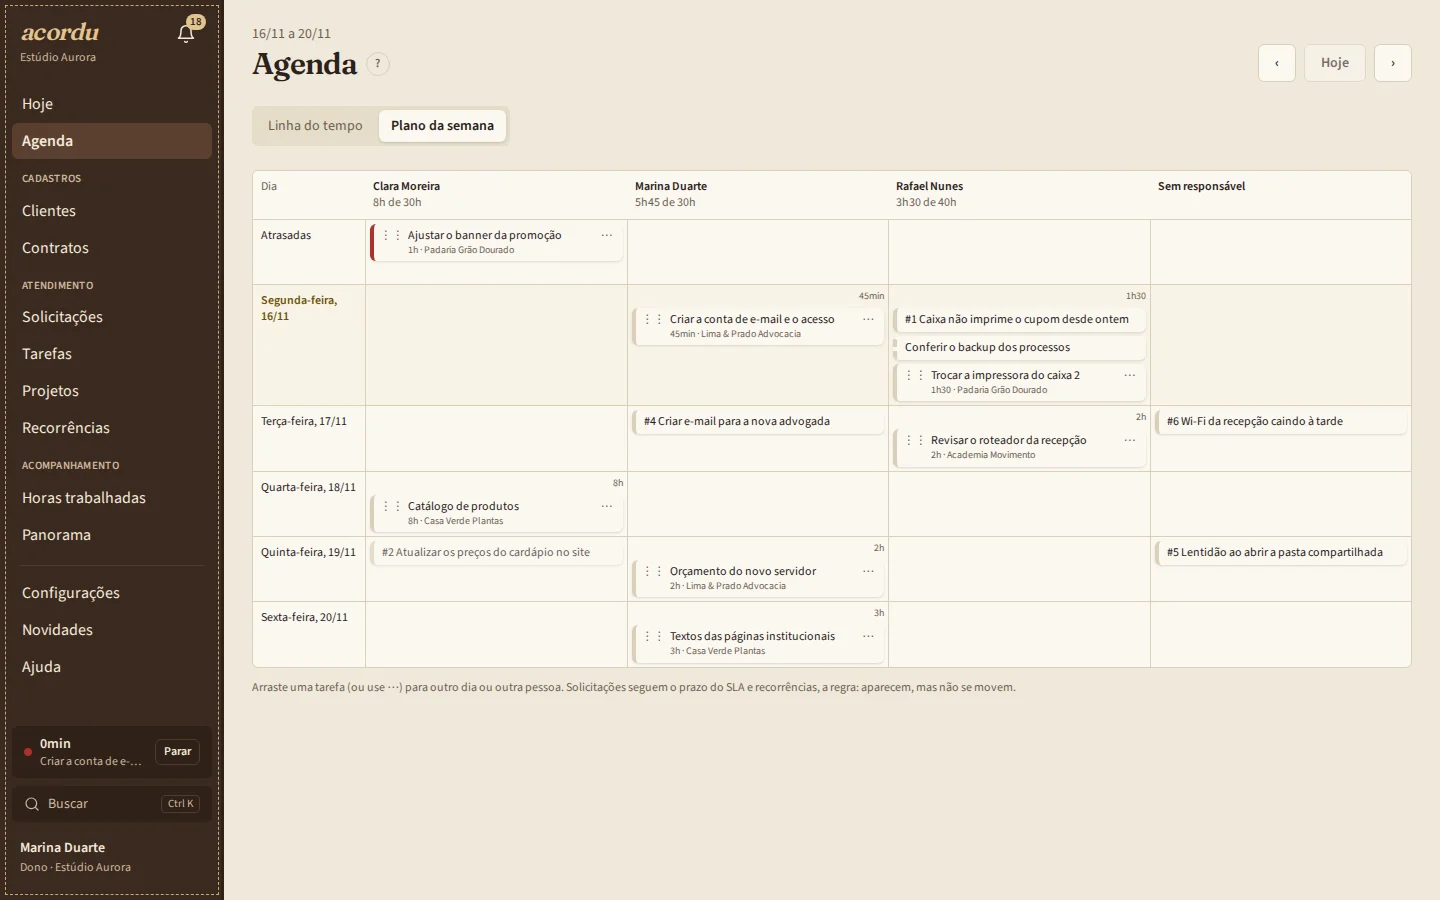 acordu
18
Estúdio Aurora
Hoje
Agenda
CADASTROS
Clientes
Contratos
ATENDIMENTO
Solicitações
Tarefas
Projetos
Recorrências
ACOMPANHAMENTO
Horas trabalhadas
Panorama
Configurações
Novidades
Ajuda
0min
Criar a conta de e-…
Parar
Buscar
Ctrl K
Marina Duarte
Dono · Estúdio Aurora
16/11 a 20/11
Agenda ?
‹ Hoje ›
Linha do tempo Plano da semana
Dia
Clara Moreira
8h de 30h
Marina Duarte
5h45 de 30h
Rafael Nunes
3h30 de 40h
Sem responsável
Atrasadas
Ajustar o banner da promoção ···
1h · Padaria Grão Dourado
Segunda-feira,
16/11
45min
Criar a conta de e-mail e o acesso ···
45min · Lima & Prado Advocacia
1h30
#1 Caixa não imprime o cupom desde ontem
Conferir o backup dos processos
Trocar a impressora do caixa 2 ···
1h30 · Padaria Grão Dourado
Terça-feira, 17/11
#4 Criar e-mail para a nova advogada
2h
Revisar o roteador da recepção ···
2h · Academia Movimento
#6 Wi-Fi da recepção caindo à tarde
Quarta-feira, 18/11
8h
Catálogo de produtos ···
8h · Casa Verde Plantas
Quinta-feira, 19/11
#2 Atualizar os preços do cardápio no site
2h
Orçamento do novo servidor ···
2h · Lima & Prado Advocacia
#5 Lentidão ao abrir a pasta compartilhada
Sexta-feira, 20/11
3h
Textos das páginas institucionais ···
3h · Casa Verde Plantas
Arraste uma tarefa (ou use ···) para outro dia ou outra pessoa. Solicitações seguem o prazo do SLA e recorrências, a regra: aparecem, mas não se movem.